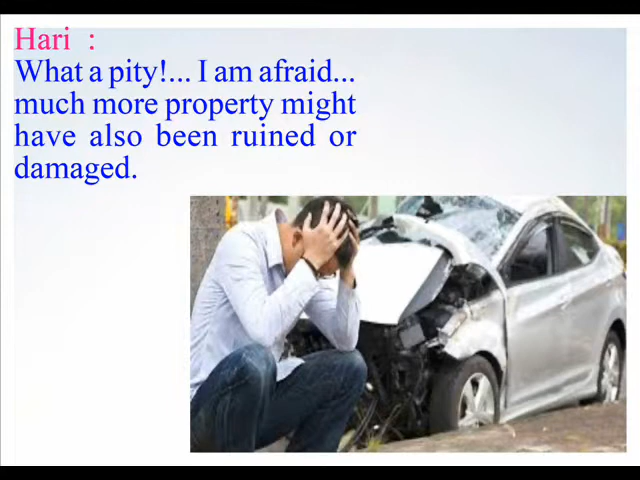 Hari :
What a pity!... I am afraid...
much more property might
have also been ruined or
damaged.